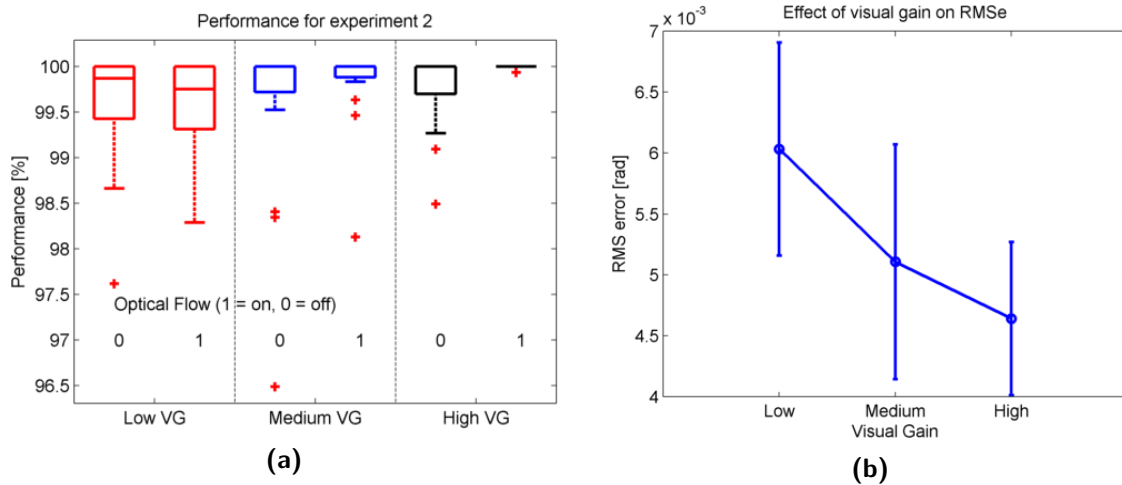 Performance for experiment 2
Performance [%]
100
99.5
99
98.5
98
97.5
97
96.5
Optical Flow (1 = on, 0 = off)
0 1 0 1 0 1
Low VG Medium VG High VG
(a)
Effect of visual gain on RMSe
7 x 10⁻³
RMS error [rad]
6.5
6
5.5
5
4.5
4
Low Medium High
Visual Gain
(b)